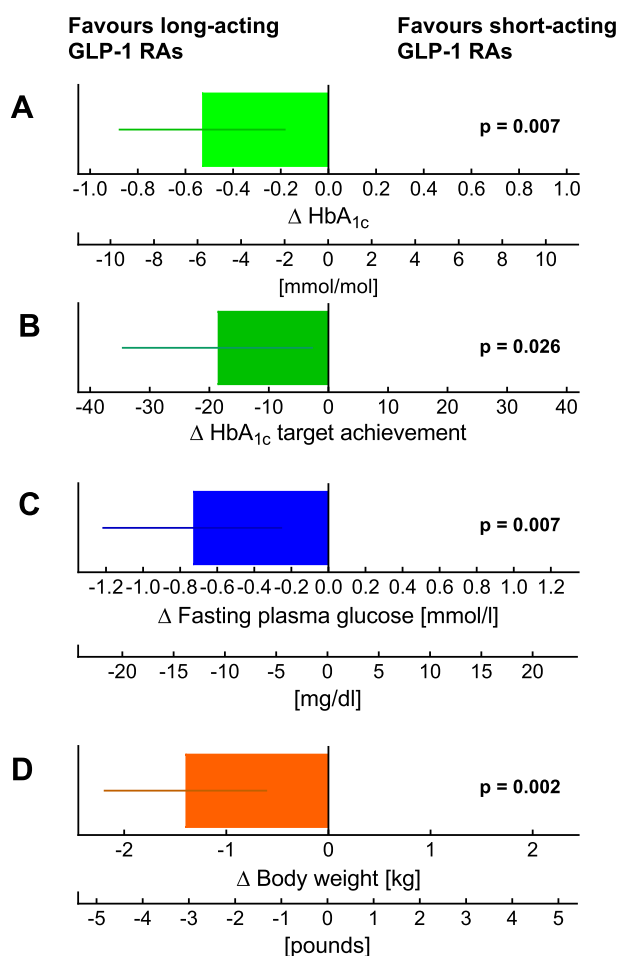 Favours long-acting
GLP-1 RAs
Favours short-acting
GLP-1 RAs
A
p = 0.007
-1.0 -0.8 -0.6 -0.4 -0.2 0.0 0.2 0.4 0.6 0.8 1.0
Δ HbA1c
-10 -8 -6 -4 -2 0 2 4 6 8 10
[mmol/mol]
B
p = 0.026
-40 -30 -20 -10 0 10 20 30 40
Δ HbA1c target achievement
C
p = 0.007
-1.2 -1.0 -0.8 -0.6 -0.4 -0.2 0.0 0.2 0.4 0.6 0.8 1.0 1.2
Δ Fasting plasma glucose [mmol/l]
-20 -15 -10 -5 0 5 10 15 20
[mg/dl]
D
p = 0.002
-2 -1 0 1 2
Δ Body weight [kg]
-5 -4 -3 -2 -1 0 1 2 3 4 5
[pounds]